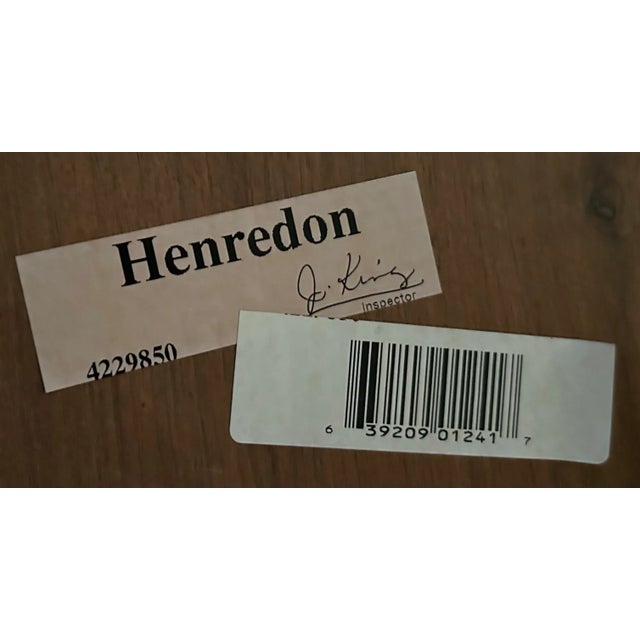 Henredon
J. King
Inspector
4229850
6 39209 01241 7